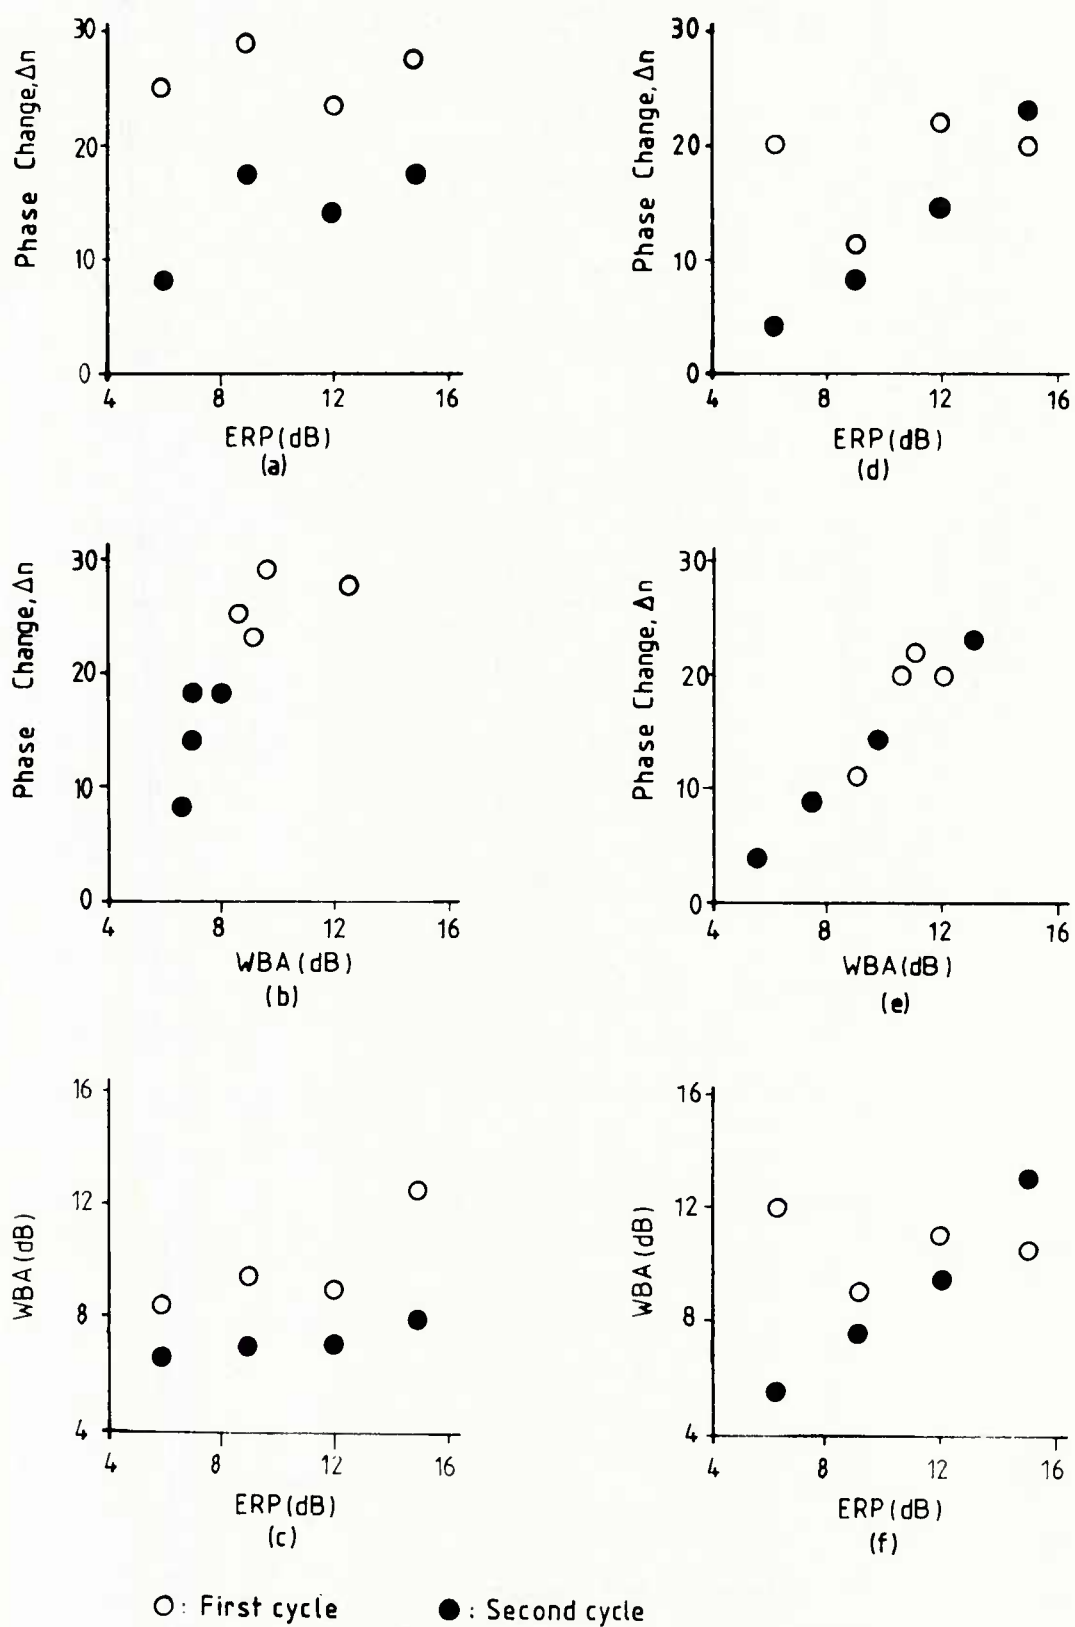 30
20
10
0
Phase Change, Δn
4 8 12 16
ERP (dB)
(a)
30
20
10
0
Phase Change, Δn
4 8 12 16
ERP (dB)
(d)
30
20
10
0
Phase Change, Δn
4 8 12 16
WBA (dB)
(b)
30
20
10
0
Phase Change, Δn
4 8 12 16
WBA (dB)
(e)
16
12
8
4
WBA (dB)
4 8 12 16
ERP (dB)
(c)
16
12
8
4
WBA (dB)
4 8 12 16
ERP (dB)
(f)
○ : First cycle
● : Second cycle